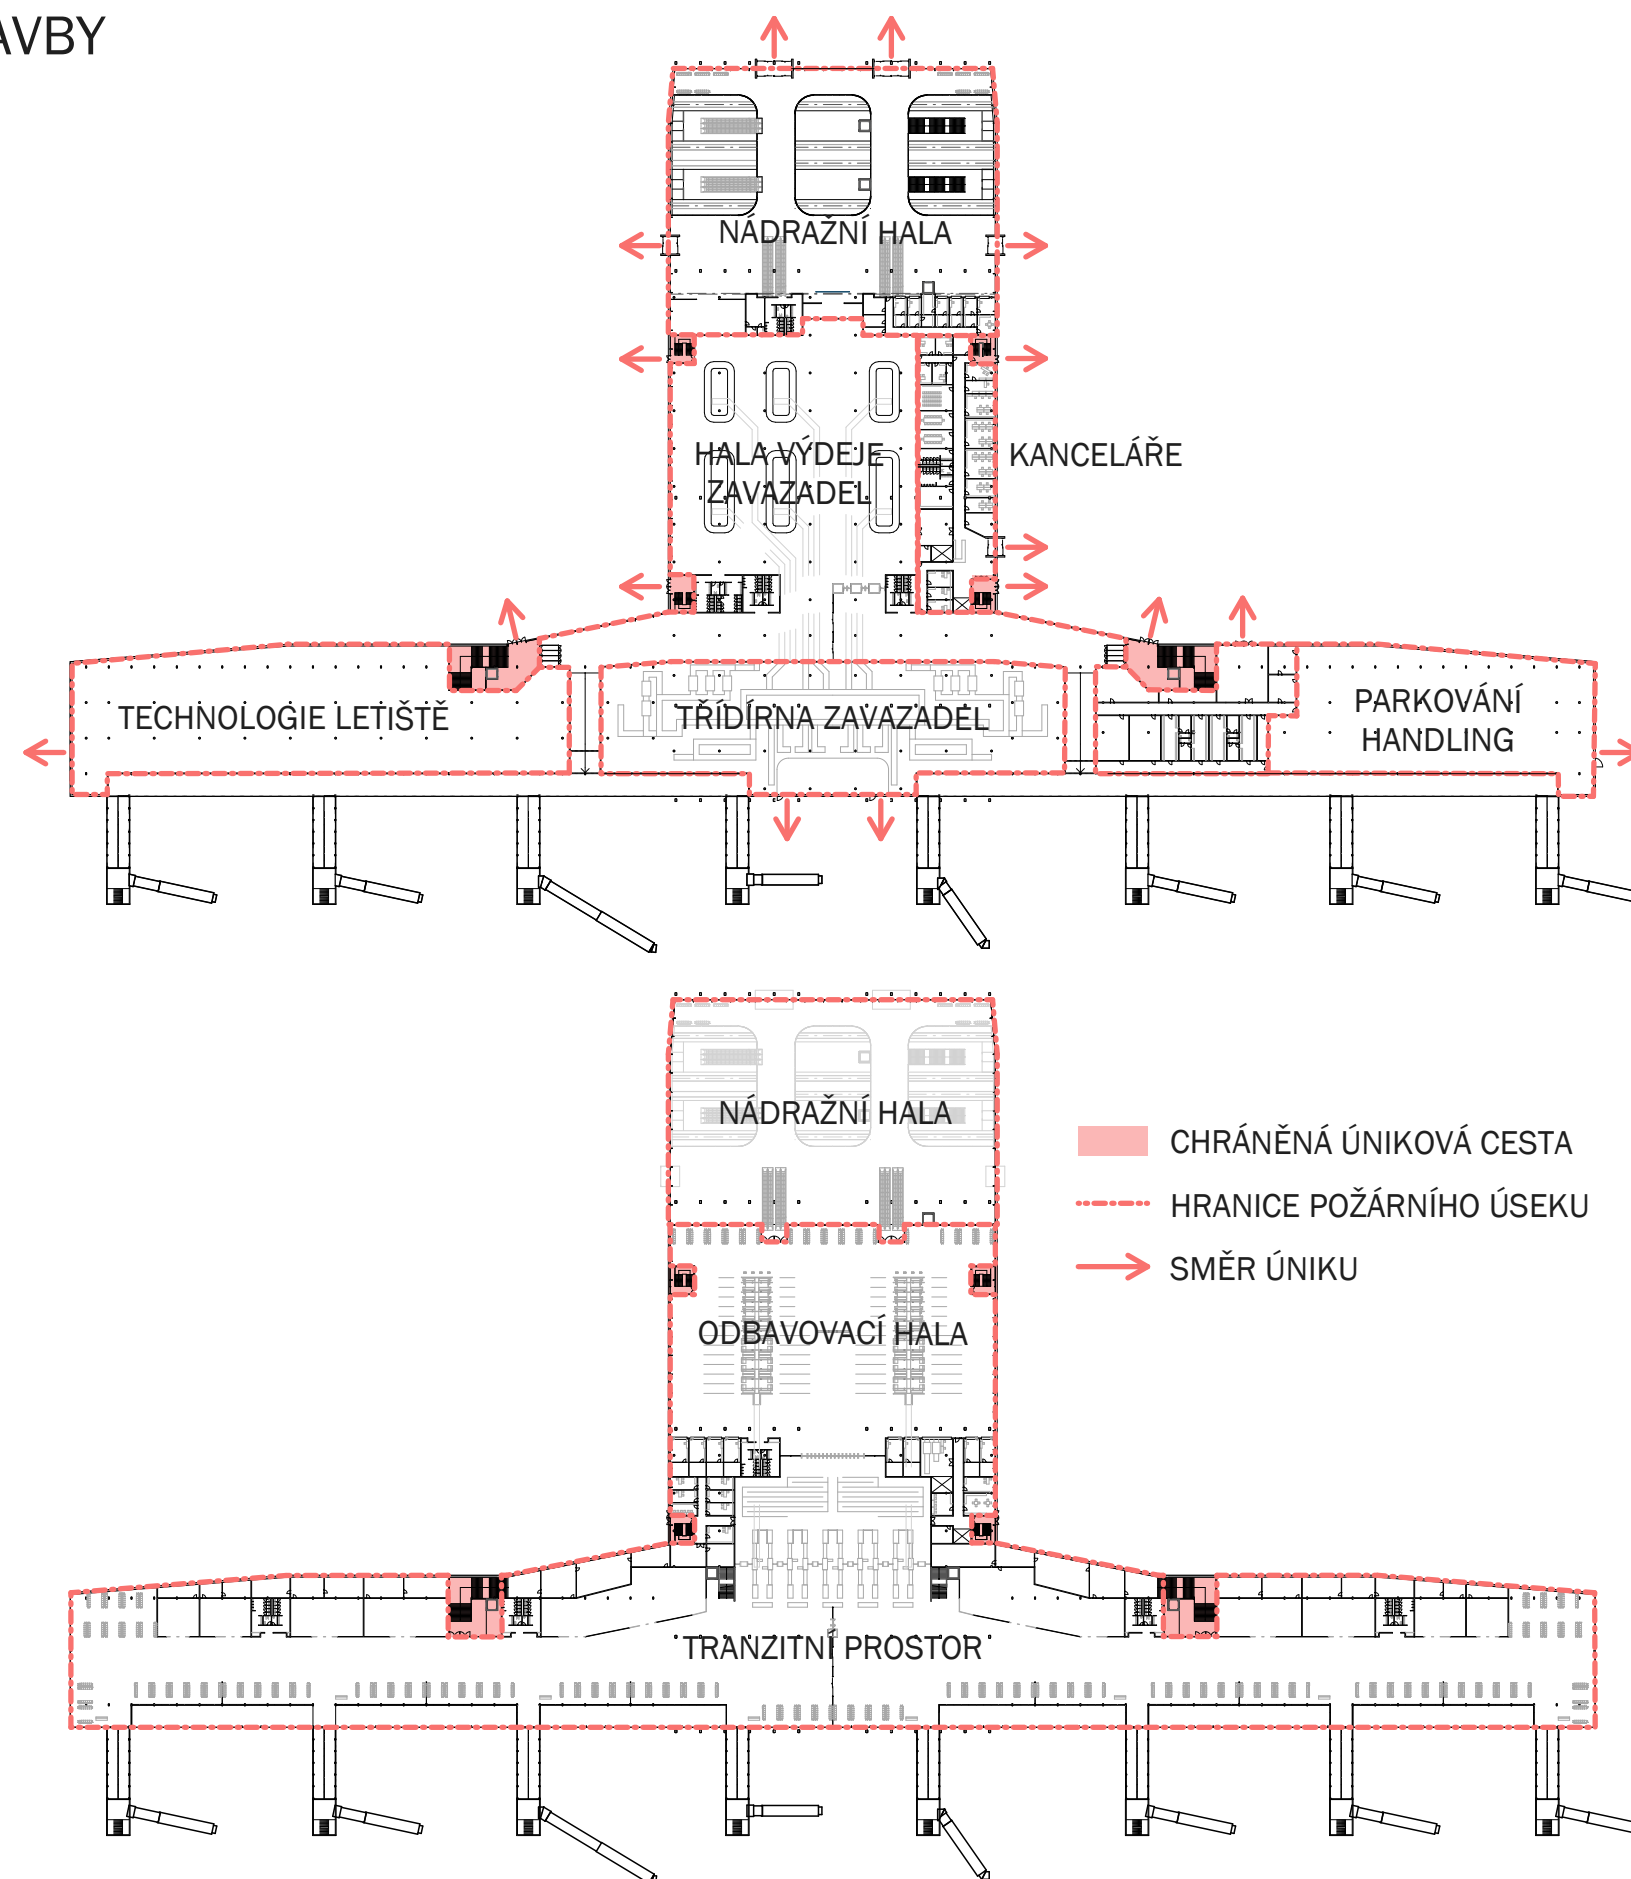 AVBY
NÁDRAŽNÍ HALA
HALA VÝDEJE
ZAVAZADEL
KANCELÁŘE
TECHNOLOGIE LETIŠTĚ
TŘÍDÍRNA ZAVAZADEL
PARKOVÁNÍ
HANDLING
NÁDRAŽNÍ HALA
CHRÁNĚNÁ ÚNIKOVÁ CESTA
HRANICE POŽÁRNÍHO ÚSEKU
SMĚR ÚNIKU
ODBAVOVACÍ HALA
TRANZITNÍ PROSTOR